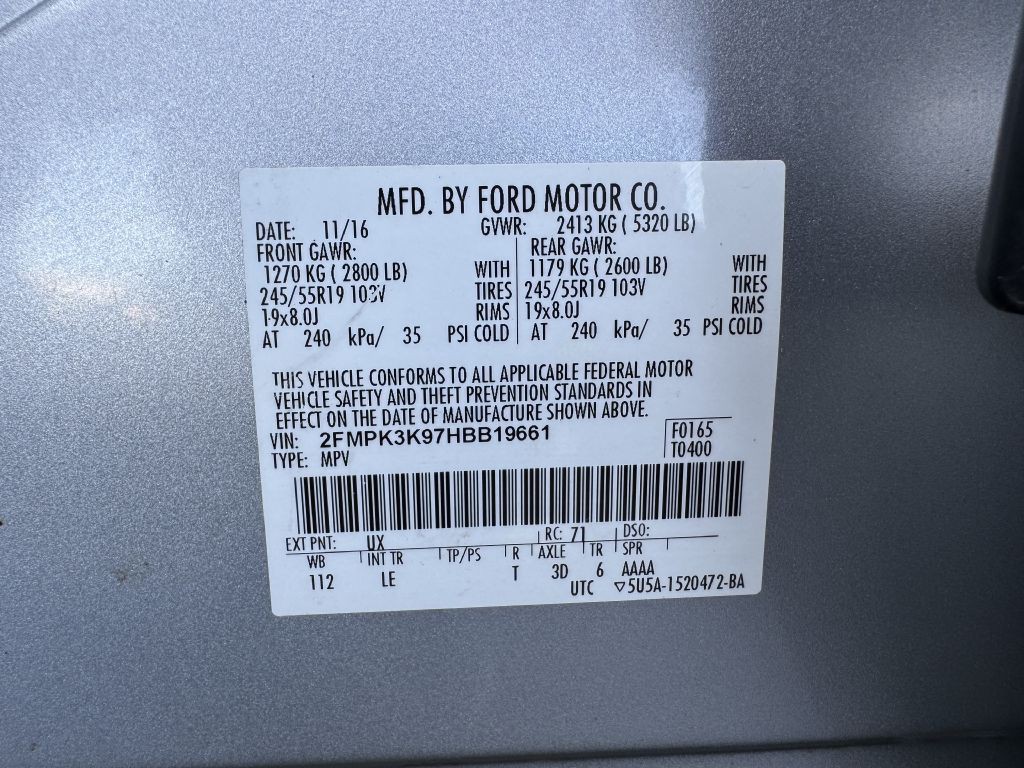 MFD. BY FORD MOTOR CO.
DATE: 11/16 GVWR: 2413 KG ( 5320 LB)
FRONT GAWR: REAR GAWR:
1270 KG ( 2800 LB) WITH 1179 KG ( 2600 LB) WITH
245/55R19 103V TIRES 245/55R19 103V TIRES
19x8.0J RIMS 19x8.0J RIMS
AT 240 kPa/ 35 PSI COLD AT 240 kPa/ 35 PSI COLD
THIS VEHICLE CONFORMS TO ALL APPLICABLE FEDERAL MOTOR
VEHICLE SAFETY AND THEFT PREVENTION STANDARDS IN
EFFECT ON THE DATE OF MANUFACTURE SHOWN ABOVE.
VIN: 2FMPK3K97HBB19661 F0165
TYPE: MPV T0400
EXT PNT: UX RC: 71 DSO:
WB INT TR TP/PS R AXLE TR SPR
112 LE T 3D 6 AAAA
UTC ▽5U5A-1520472-BA